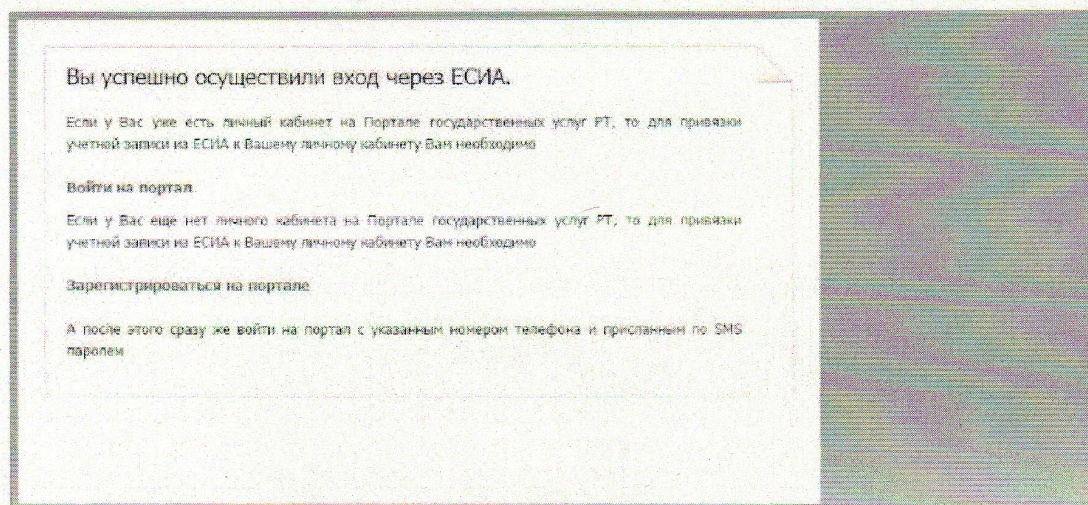 Вы успешно осуществили вход через ЕСИА.
Если у Вас уже есть личный кабинет на Портале государственных услуг РТ, то для привязки
учетной записи из ЕСИА к Вашему личному кабинету Вам необходимо
Войти на портал
Если у Вас еще нет личного кабинета на Портале государственных услуг РТ, то для привязки
учетной записи из ЕСИА к Вашему личному кабинету Вам необходимо
Зарегистрироваться на портале
А после этого сразу же войти на портал с указанным номером телефона и присланным по SMS
паролем